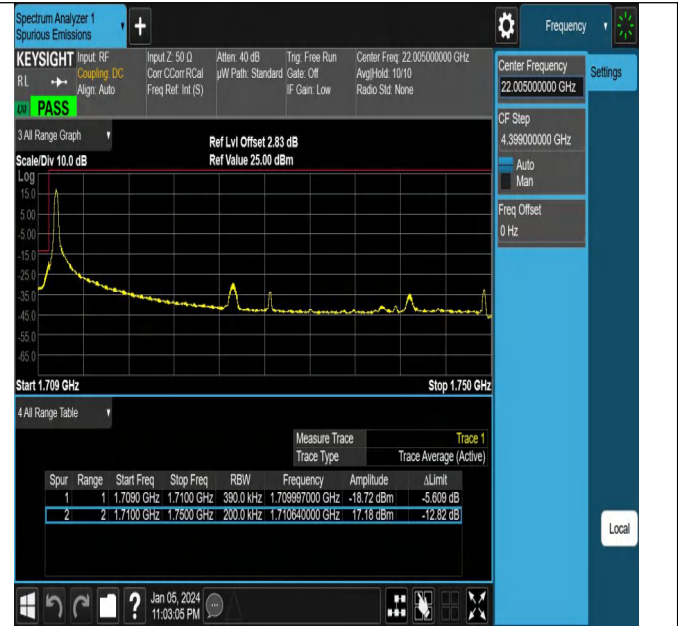 Spectrum Analyzer 1
Spurious Emissions
+
Frequency
KEYSIGHT
RL
PASS
Input: RF
Coupling: DC
Align: Auto
Input Z: 50 Ω
Corr CCorr RCal
Freq Ref: Int (S)
Atten: 40 dB
µW Path: Standard
Trig: Free Run
Gate: Off
IF Gain: Low
Center Freq: 22.005000000 GHz
Avg|Hold: 10/10
Radio Std: None
Center Frequency
22.005000000 GHz
Settings
CF Step
4.399000000 GHz
Auto
Man
Freq Offset
0 Hz
3 All Range Graph
Scale/Div 10.0 dB
Ref Lvl Offset 2.83 dB
Ref Value 25.00 dBm
Log
15.0
5.00
-5.00
-15.0
-25.0
-35.0
-45.0
-55.0
-65.0
Start 1.709 GHz
Stop 1.750 GHz
4 All Range Table
Measure Trace Trace 1
Trace Type Trace Average (Active)
Spur Range Start Freq Stop Freq RBW Frequency Amplitude ΔLimit
1 1 1.7090 GHz 1.7100 GHz 390.0 kHz 1.709997000 GHz -18.72 dBm -5.609 dB
2 2 1.7100 GHz 1.7500 GHz 200.0 kHz 1.710640000 GHz 17.18 dBm -12.82 dB
Local
?
Jan 05, 2024
11:03:05 PM